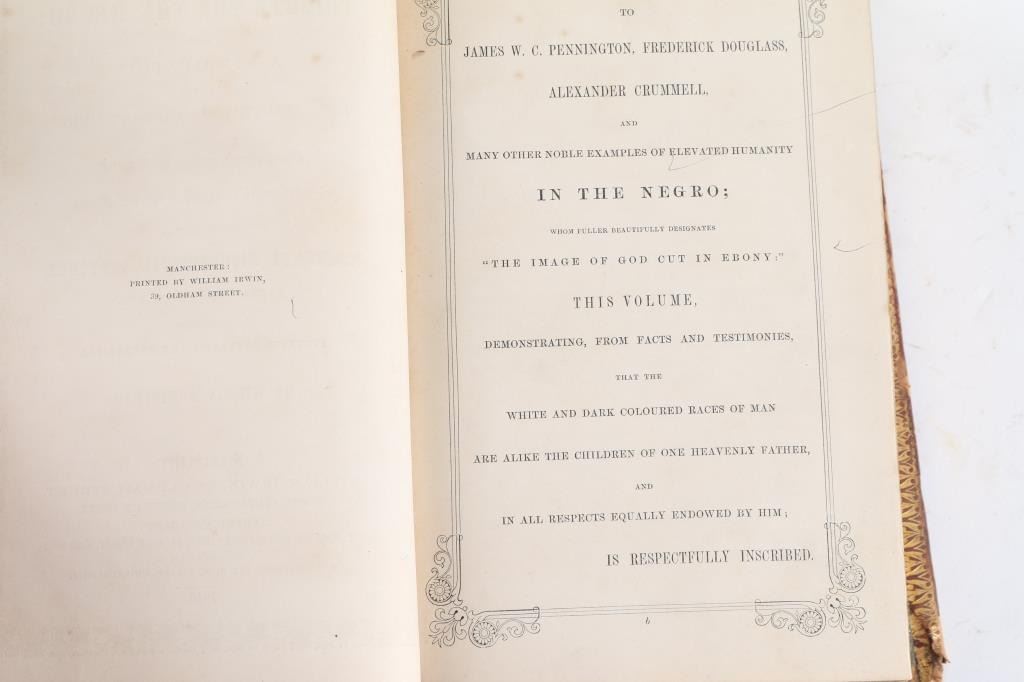 MANCHESTER:
PRINTED BY WILLIAM IRWIN,
39, OLDHAM STREET.
TO
JAMES W. C. PENNINGTON, FREDERICK DOUGLASS,
ALEXANDER CRUMMELL,
AND
MANY OTHER NOBLE EXAMPLES OF ELEVATED HUMANITY
IN THE NEGRO;
WHOM FULLER BEAUTIFULLY DESIGNATES
"THE IMAGE OF GOD CUT IN EBONY:"
THIS VOLUME,
DEMONSTRATING, FROM FACTS AND TESTIMONIES,
THAT THE
WHITE AND DARK COLOURED RACES OF MAN
ARE ALIKE THE CHILDREN OF ONE HEAVENLY FATHER,
AND
IN ALL RESPECTS EQUALLY ENDOWED BY HIM;
IS RESPECTFULLY INSCRIBED.
b